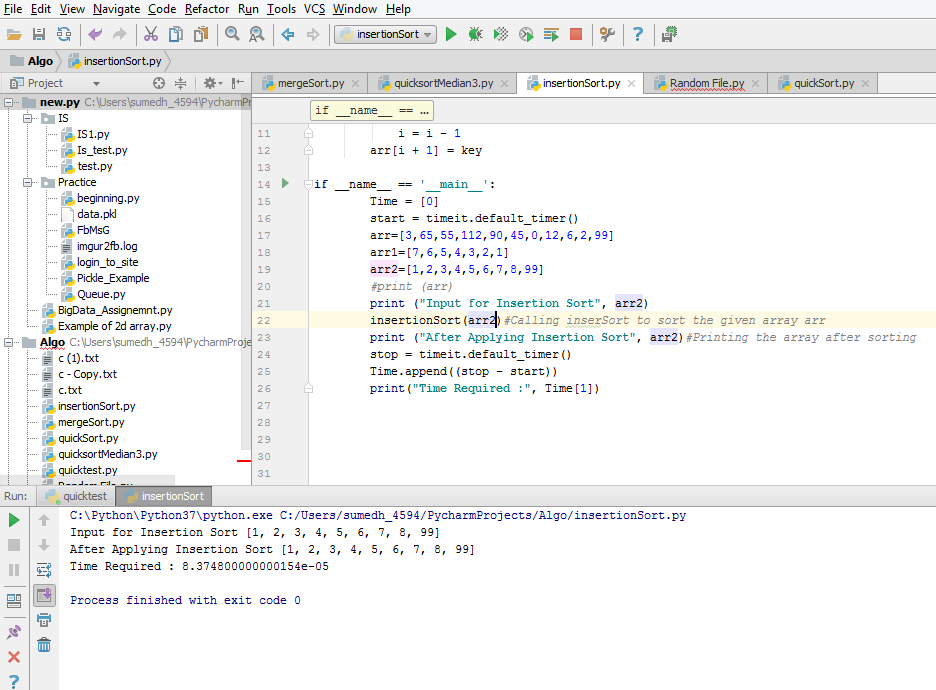 File Edit View Navigate Code Refactor Run Tools VCS Window Help
insertionSort
Algo insertionSort.py
Project
mergeSort.py quicksortMedian3.py insertionSort.py Random File.py quickSort.py
new.py C:\Users\sumedh_4594\PycharmPr
IS
IS1.py
Is_test.py
test.py
Practice
beginning.py
data.pkl
FbMsG
imgur2fb.log
login_to_site
Pickle_Example
Queue.py
BigData_Assignemnt.py
Example of 2d array.py
Algo C:\Users\sumedh_4594\PycharmProje
c (1).txt
c - Copy.txt
c.txt
insertionSort.py
mergeSort.py
quickSort.py
quicksortMedian3.py
quicktest.py
Random File.py
if __name__ == ...
11 i = i - 1
12 arr[i + 1] = key
13
14 if __name__ == '__main__':
15 Time = [0]
16 start = timeit.default_timer()
17 arr=[3,65,55,112,90,45,0,12,6,2,99]
18 arr1=[7,6,5,4,3,2,1]
19 arr2=[1,2,3,4,5,6,7,8,99]
20 #print (arr)
21 print ("Input for Insertion Sort", arr2)
22 insertionSort(arr2)#Calling inserSort to sort the given array arr
23 print ("After Applying Insertion Sort", arr2)#Printing the array after sorting
24 stop = timeit.default_timer()
25 Time.append((stop - start))
26 print("Time Required :", Time[1])
27
28
29
30
31
Run: quicktest insertionSort
C:\Python\Python37\python.exe C:/Users/sumedh_4594/PycharmProjects/Algo/insertionSort.py
Input for Insertion Sort [1, 2, 3, 4, 5, 6, 7, 8, 99]
After Applying Insertion Sort [1, 2, 3, 4, 5, 6, 7, 8, 99]
Time Required : 8.374800000000154e-05
Process finished with exit code 0